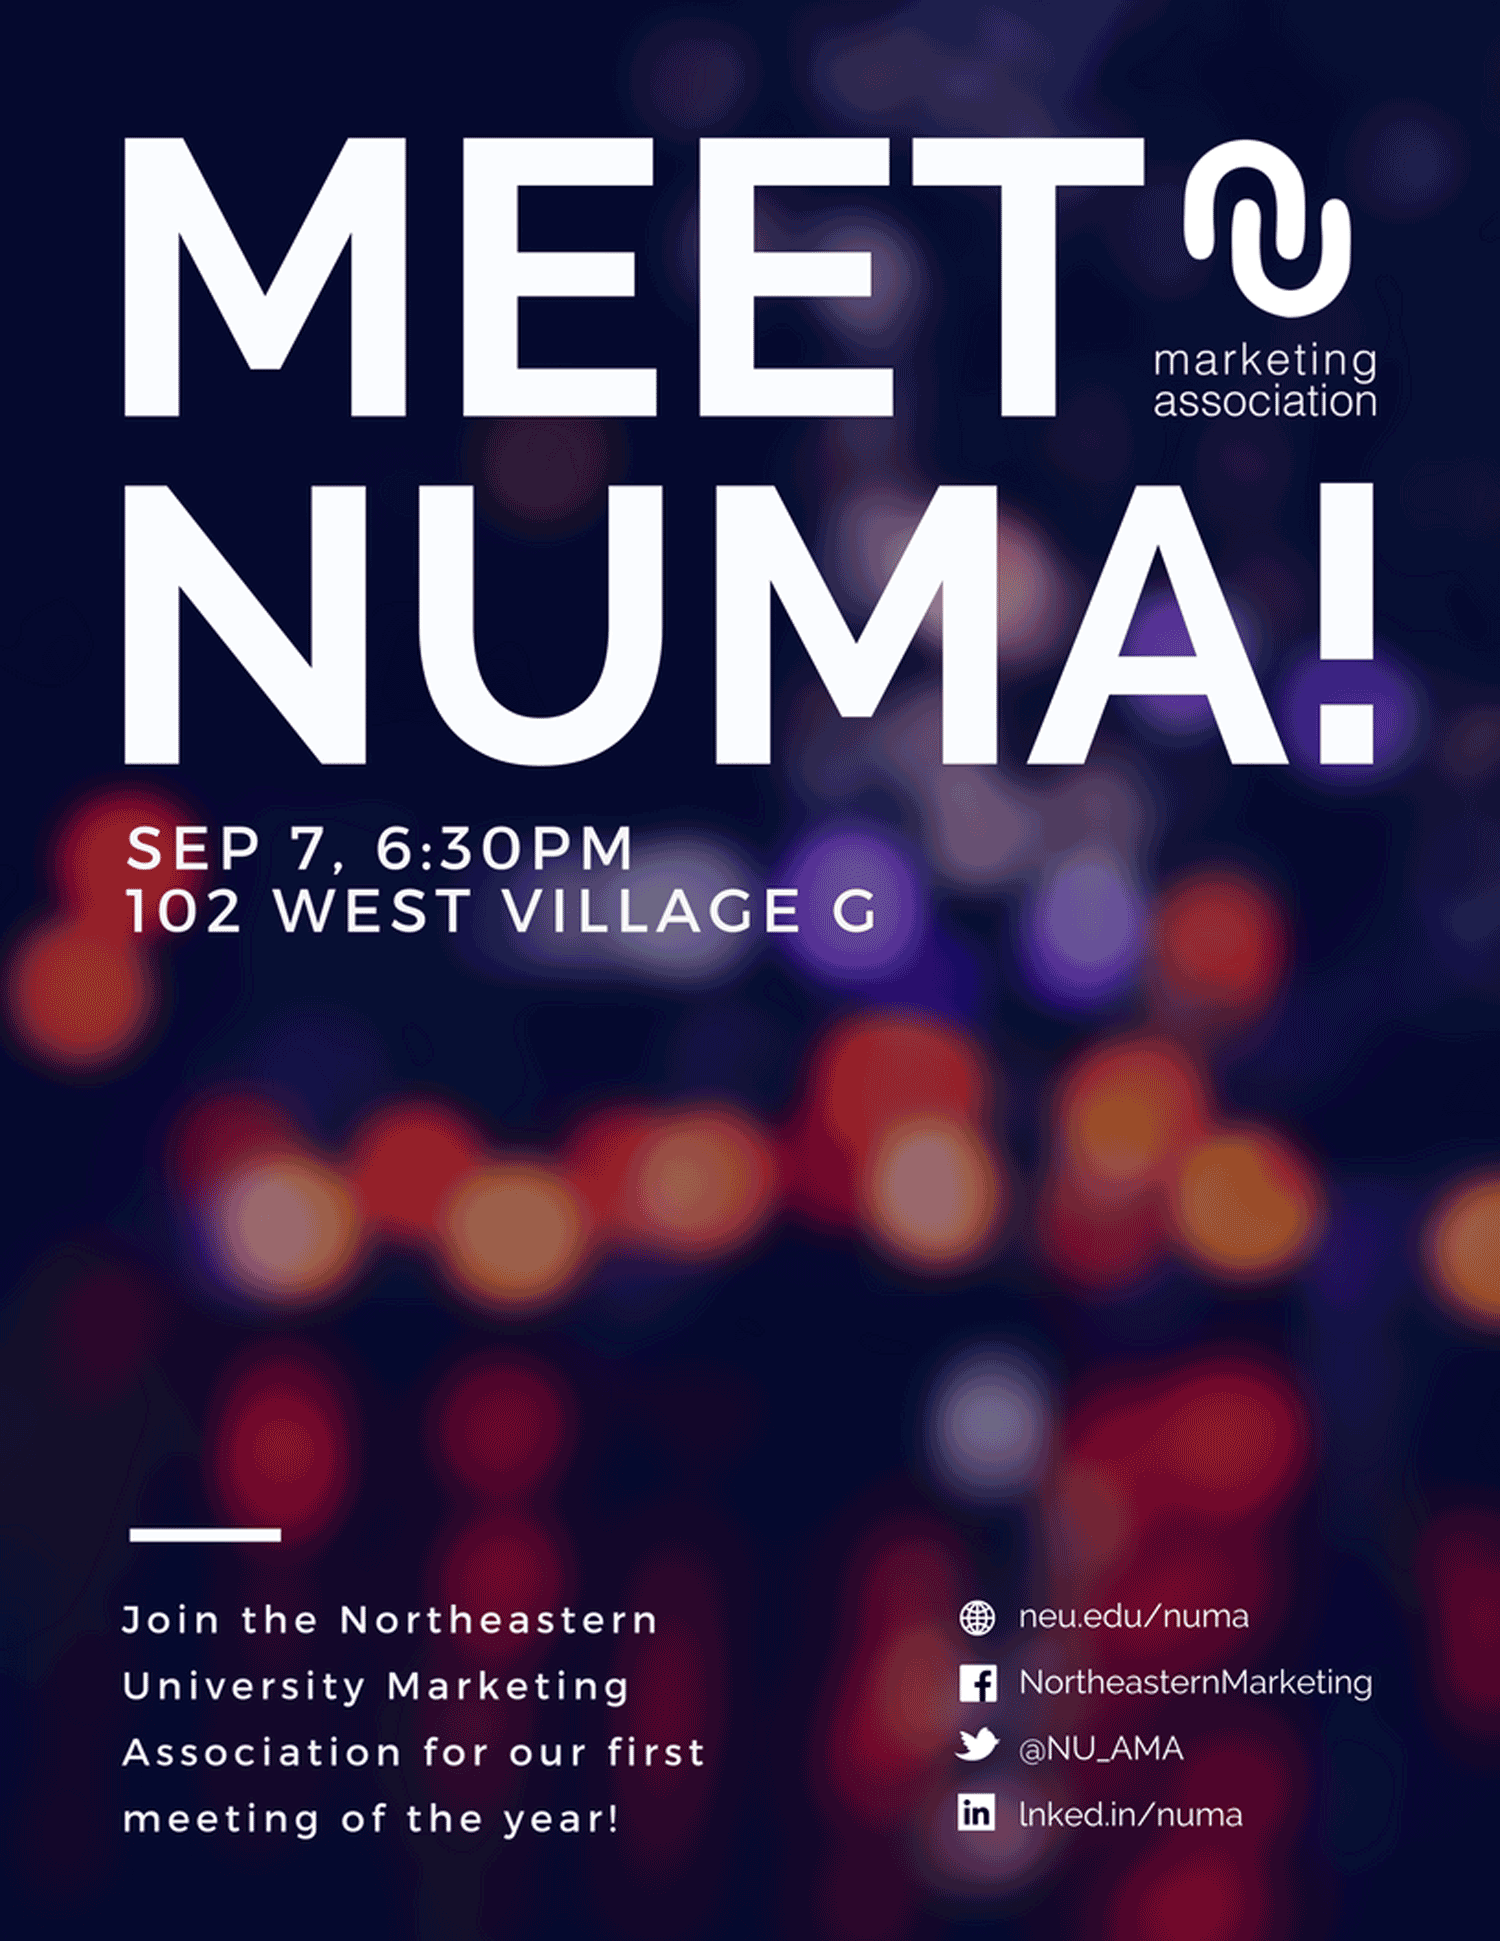 MEET
marketing
association
NUMA!
SEP 7, 6:30PM
102 WEST VILLAGE G
Join the Northeastern
University Marketing
Association for our first
meeting of the year!
neu.edu/numa
NortheasternMarketing
@NU_AMA
lnked.in/numa